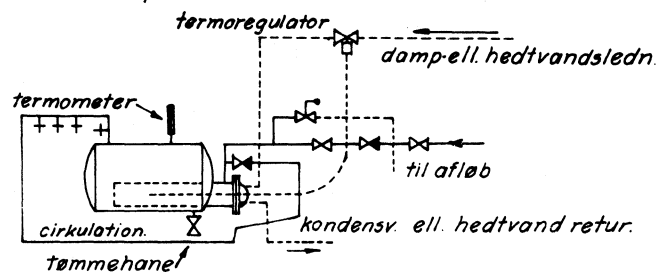 termoregulator
damp-ell. hedtvandsledn.
termometer
til afløb
kondensv. ell. hedtvand retur.
cirkulation.
tømmehane